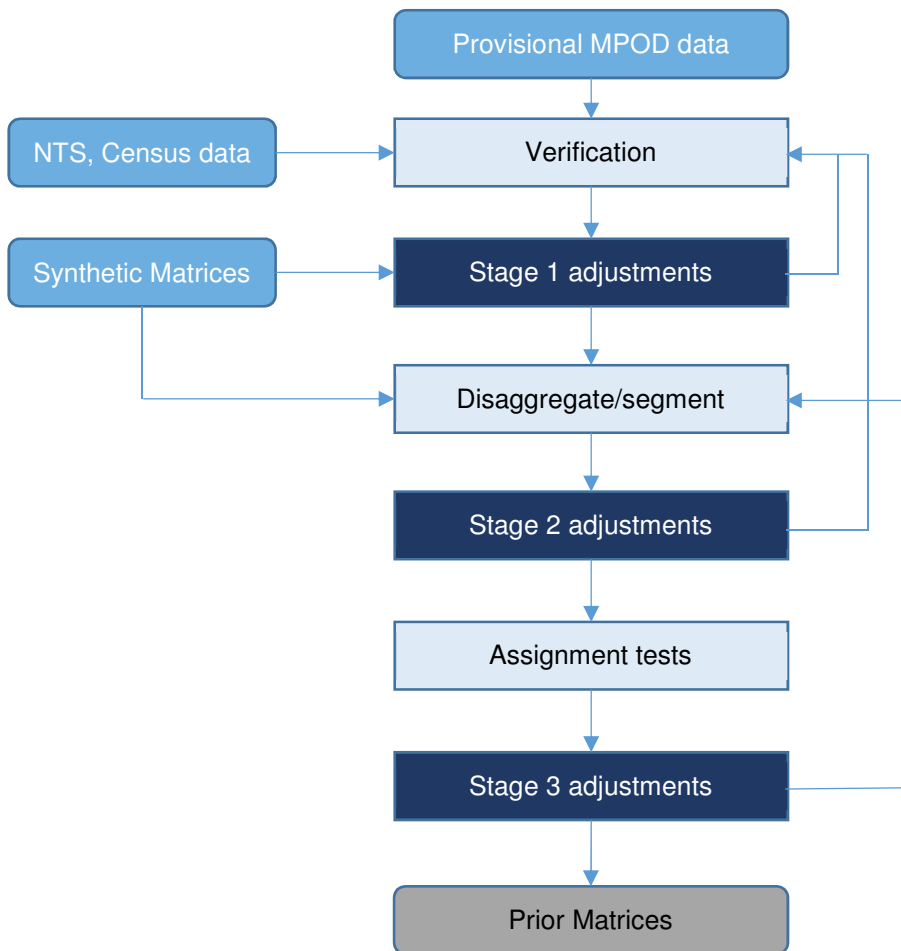 Provisional MPOD data
NTS, Census data
Verification
Synthetic Matrices
Stage 1 adjustments
Disaggregate/segment
Stage 2 adjustments
Assignment tests
Stage 3 adjustments
Prior Matrices